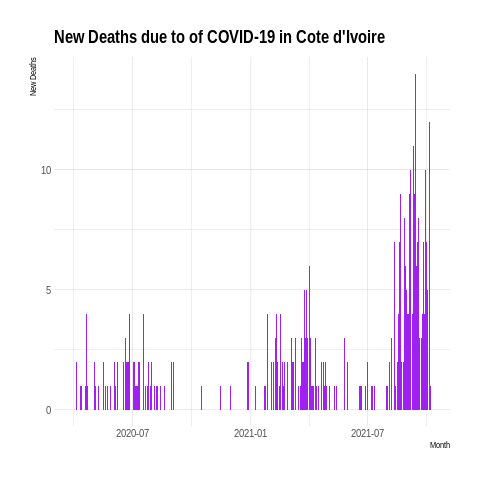 New Deaths due to of COVID-19 in Cote d'Ivoire
New Deaths
10
5
0
2020-07
2021-01
2021-07
Month